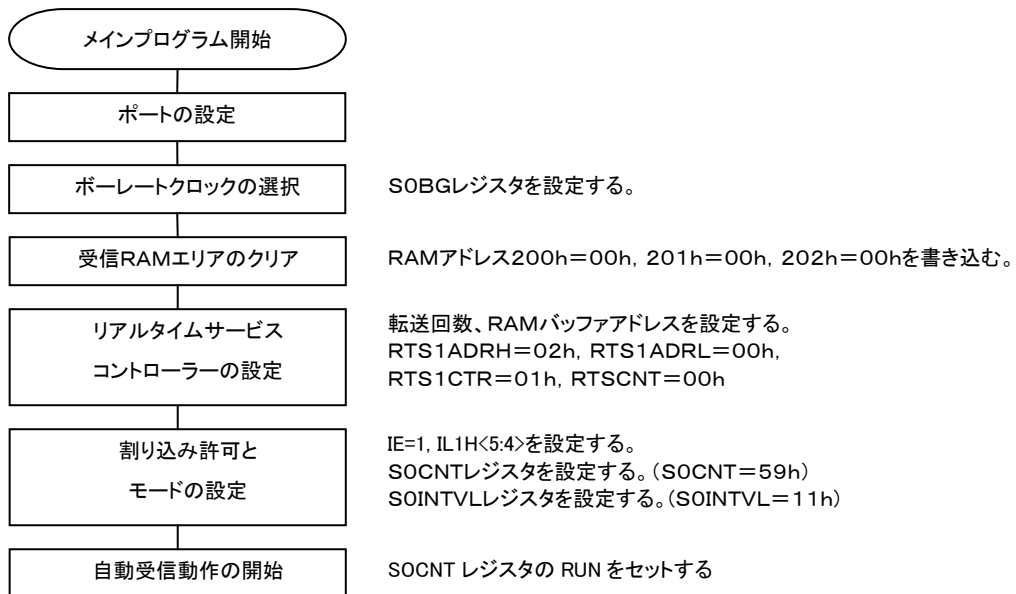 メインプログラム開始
ポートの設定
ボーレートクロックの選択
S0BGレジスタを設定する。
受信RAMエリアのクリア
RAMアドレス200h=00h, 201h=00h, 202h=00hを書き込む。
リアルタイムサービス
コントローラーの設定
転送回数、RAMバッファアドレスを設定する。
RTS1ADRH=02h, RTS1ADRL=00h,
RTS1CTR=01h, RTSCNT=00h
割り込み許可と
モードの設定
IE=1, IL1H<5:4>を設定する。
S0CNTレジスタを設定する。(S0CNT=59h)
S0INTVLレジスタを設定する。(S0INTVL=11h)
自動受信動作の開始
S0CNT レジスタの RUN をセットする